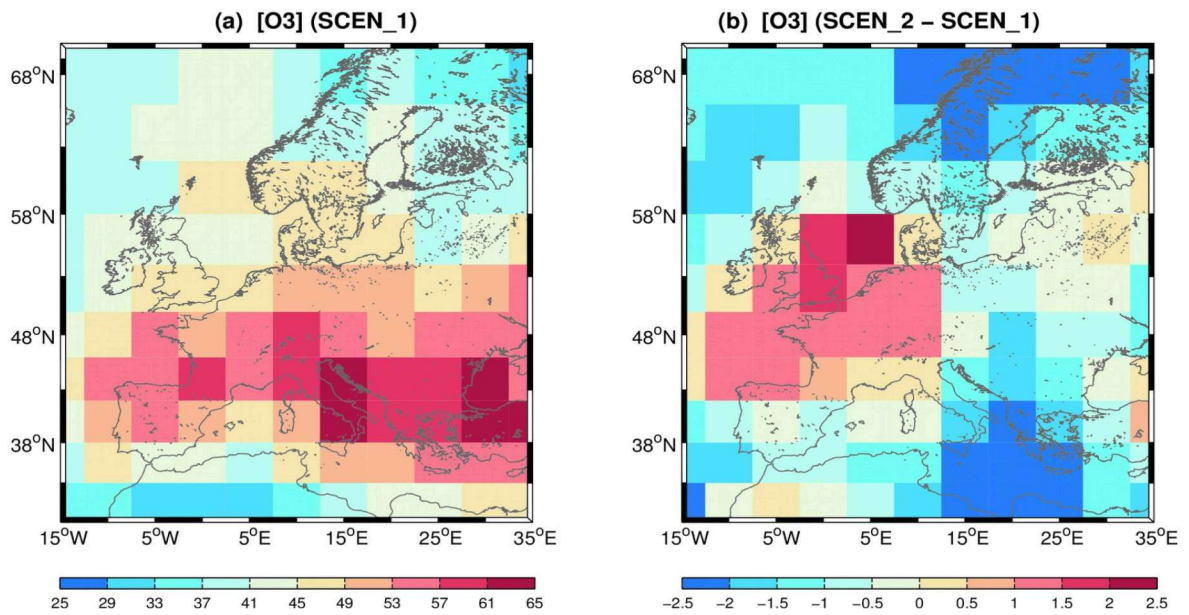 (a) [O3] (SCEN_1)
(b) [O3] (SCEN_2 − SCEN_1)
68°N
58°N
48°N
38°N
15°W 5°W 5°E 15°E 25°E 35°E
25 29 33 37 41 45 49 53 57 61 65
68°N
58°N
48°N
38°N
15°W 5°W 5°E 15°E 25°E 35°E
−2.5 −2 −1.5 −1 −0.5 0 0.5 1 1.5 2 2.5